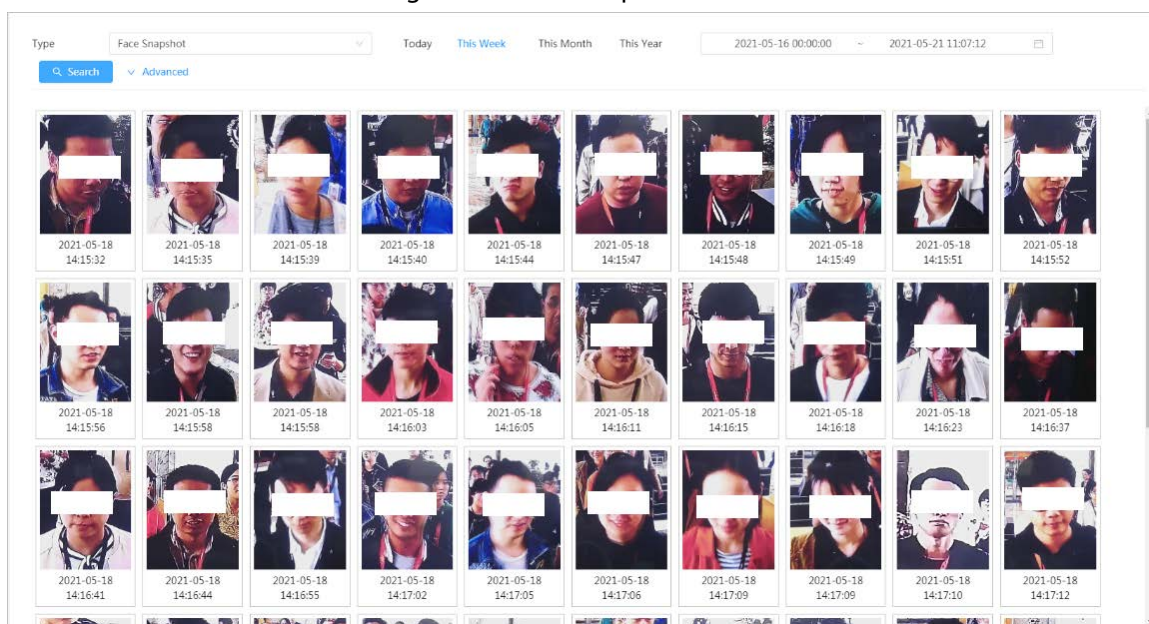 Type Face Snapshot Today This Week This Month This Year 2021-05-16 00:00:00 ~ 2021-05-21 11:07:12
Search Advanced
2021-05-18 2021-05-18 2021-05-18 2021-05-18 2021-05-18 2021-05-18 2021-05-18 2021-05-18 2021-05-18 2021-05-18
14:15:32 14:15:35 14:15:39 14:15:40 14:15:44 14:15:47 14:15:48 14:15:49 14:15:51 14:15:52
2021-05-18 2021-05-18 2021-05-18 2021-05-18 2021-05-18 2021-05-18 2021-05-18 2021-05-18 2021-05-18 2021-05-18
14:15:56 14:15:58 14:15:58 14:16:03 14:16:05 14:16:11 14:16:15 14:16:18 14:16:23 14:16:37
2021-05-18 2021-05-18 2021-05-18 2021-05-18 2021-05-18 2021-05-18 2021-05-18 2021-05-18 2021-05-18 2021-05-18
14:16:41 14:16:44 14:16:55 14:17:02 14:17:05 14:17:06 14:17:09 14:17:09 14:17:10 14:17:12